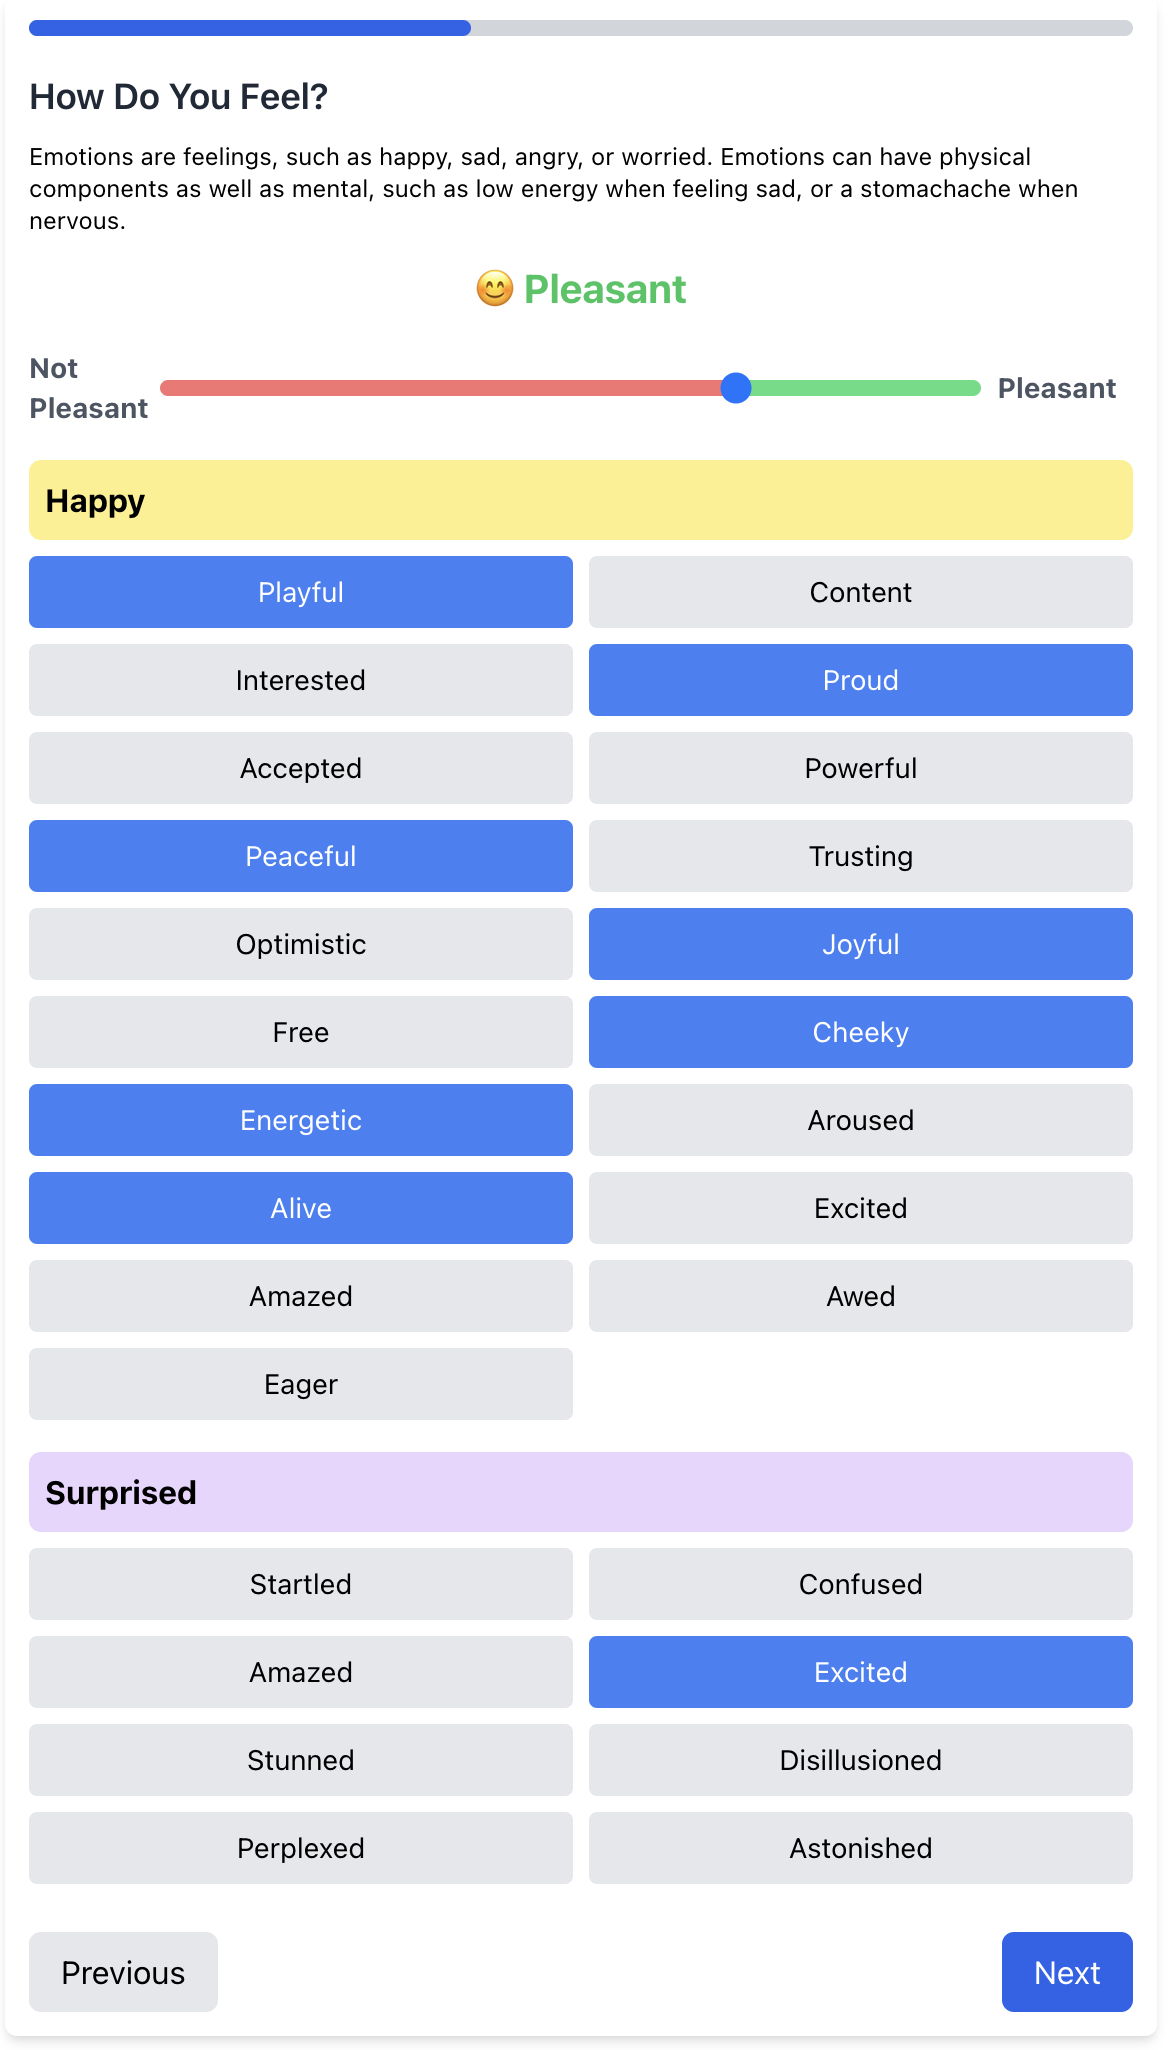 How Do You Feel?
Emotions are feelings, such as happy, sad, angry, or worried. Emotions can have physical
components as well as mental, such as low energy when feeling sad, or a stomachache when
nervous.
😊 Pleasant
Not
Pleasant
Pleasant
Happy
Playful
Content
Interested
Proud
Accepted
Powerful
Peaceful
Trusting
Optimistic
Joyful
Free
Cheeky
Energetic
Aroused
Alive
Excited
Amazed
Awed
Eager
Surprised
Startled
Confused
Amazed
Excited
Stunned
Disillusioned
Perplexed
Astonished
Previous
Next